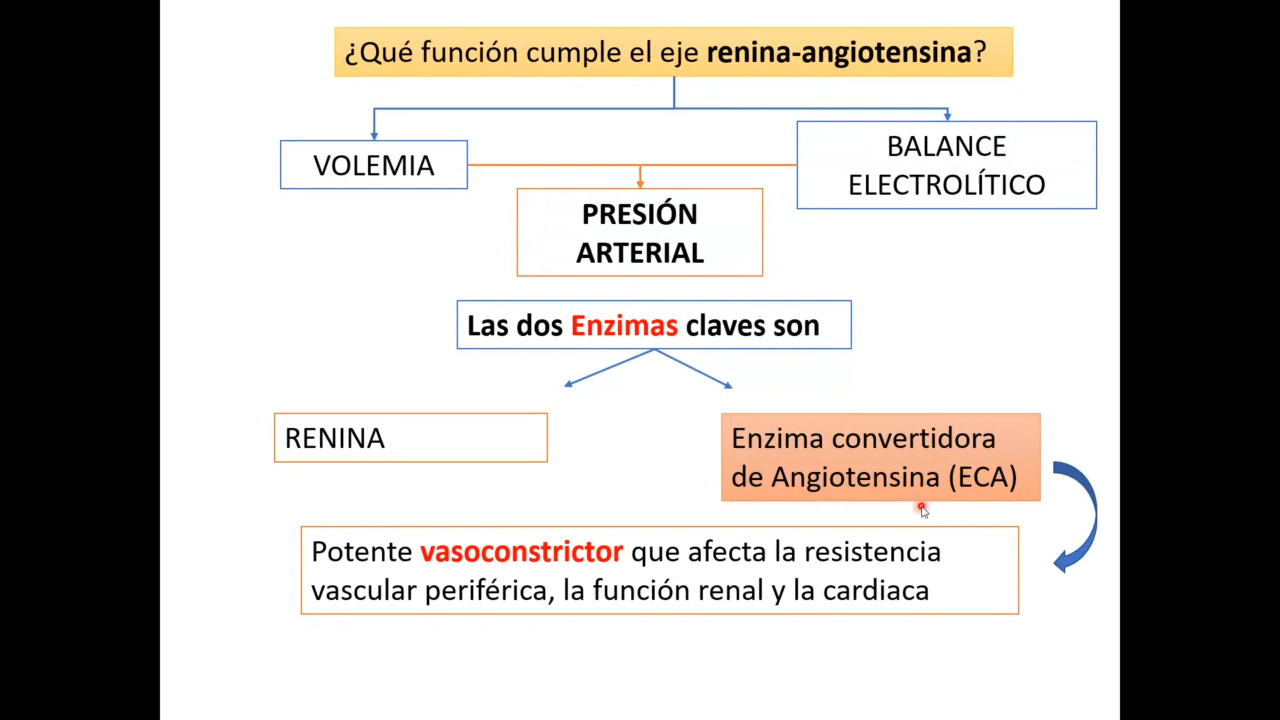 ¿Qué función cumple el eje renina-angiotensina?
VOLEMIA
BALANCE
ELECTROLÍTICO
PRESIÓN
ARTERIAL
Las dos Enzimas claves son
RENINA
Enzima convertidora
de Angiotensina (ECA)
Potente vasoconstrictor que afecta la resistencia
vascular periférica, la función renal y la cardiaca